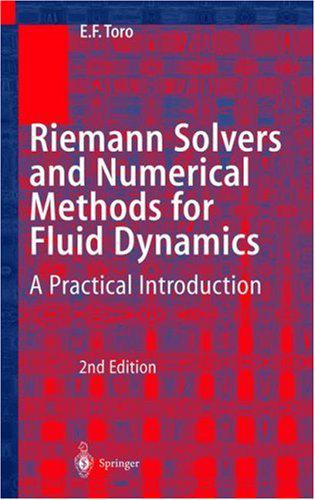 E.F. Toro
Riemann Solvers
and Numerical
Methods for
Fluid Dynamics
A Practical Introduction
2nd Edition
Springer